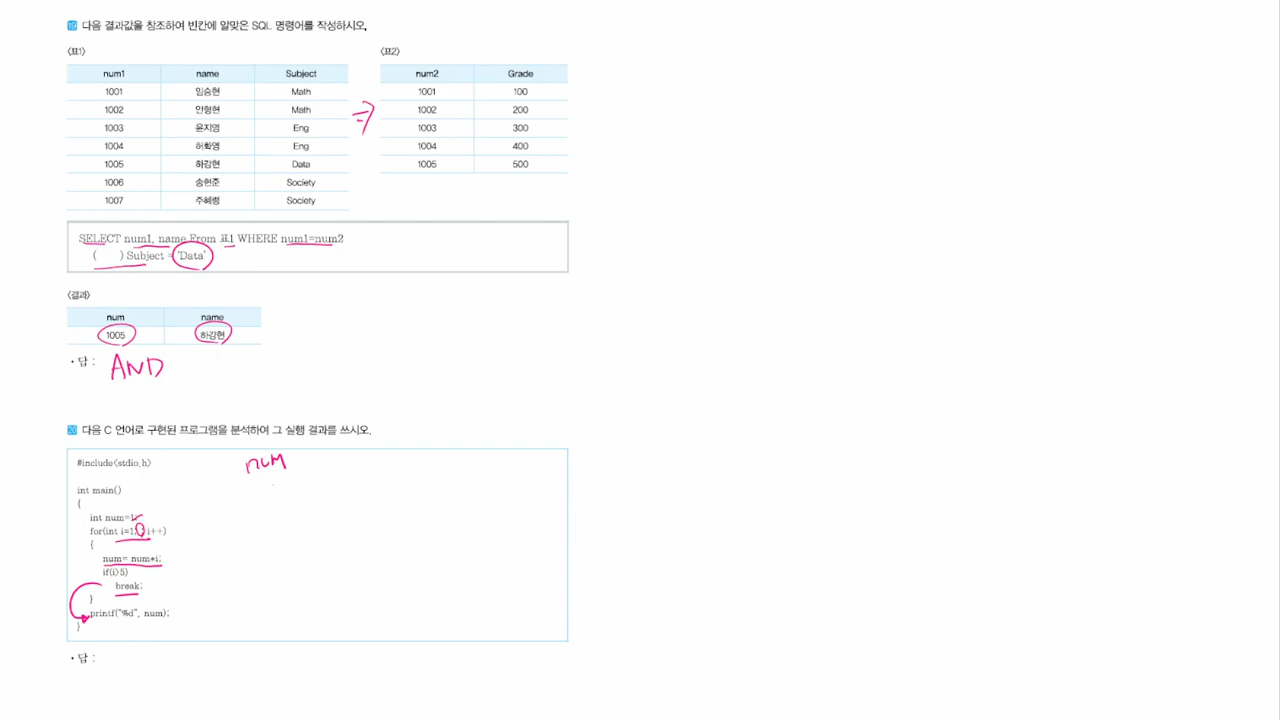 19 다음 결과값을 참조하여 빈칸에 알맞은 SQL 명령어를 작성하시오.
<표1> <표2>
num1 name Subject num2 Grade
1001 임승현 Math 1001 100
1002 안형현 Math 1002 200
1003 윤지영 Eng 1003 300
1004 허확영 Eng 1004 400
1005 하강현 Data 1005 500
1006 송현준 Society
1007 주혜령 Society
SELECT num1, name From 표1 WHERE num1=num2
( ) Subject = 'Data'
<결과>
num name
1005 하강현
• 답 : AND
20 다음 C 언어로 구현된 프로그램을 분석하여 그 실행 결과를 쓰시오.
#include<stdio.h> num
int main()
{
int num=1;
for(int i=1; ; i++)
{
num= num*i;
if(i>5)
break;
}
printf("%d", num);
}
• 답 :